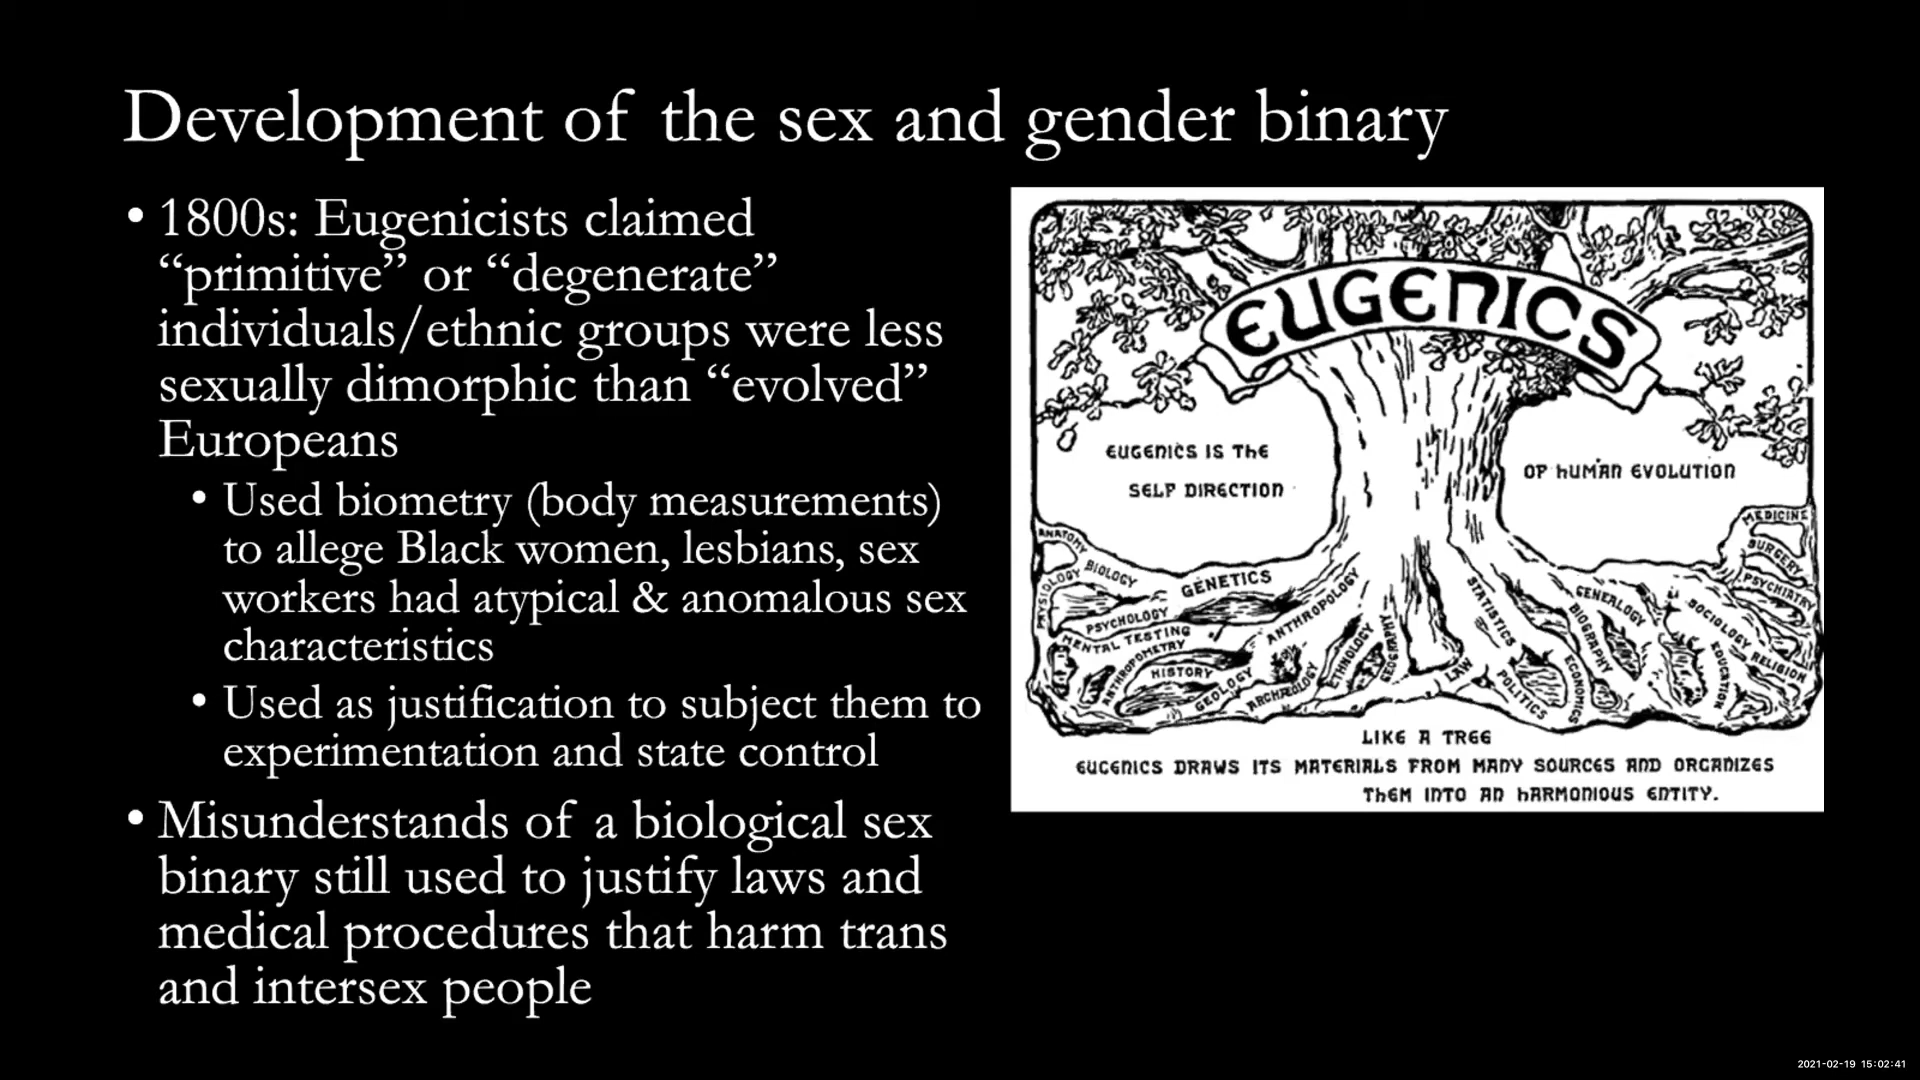 Development of the sex and gender binary
• 1800s: Eugenicists claimed
“primitive” or “degenerate”
individuals/ethnic groups were less
sexually dimorphic than “evolved”
Europeans
• Used biometry (body measurements)
to allege Black women, lesbians, sex
workers had atypical & anomalous sex
characteristics
• Used as justification to subject them to
experimentation and state control
• Misunderstands of a biological sex
binary still used to justify laws and
medical procedures that harm trans
and intersex people
EUGENICS
EUGENICS IS THE
SELF DIRECTION
OF HUMAN EVOLUTION
ANATOMY
PHYSIOLOGY
BIOLOGY
GENETICS
PSYCHOLOGY
MENTAL TESTING
ANTHROPOMETRY
HISTORY
GEOLOGY
ANTHROPOLOGY
ARCHÆOLOGY
ETHNOLOGY
GEOGRAPHY
LAW
STATISTICS
POLITICS
ECONOMICS
BIOGRAPHY
GENEALOGY
EDUCATION
SOCIOLOGY
RELIGION
PSYCHIATRY
SURGERY
MEDICINE
LIKE A TREE
EUGENICS DRAWS ITS MATERIALS FROM MANY SOURCES AND ORGANIZES
THEM INTO AN HARMONIOUS ENTITY.
2021-02-19 15:02:41